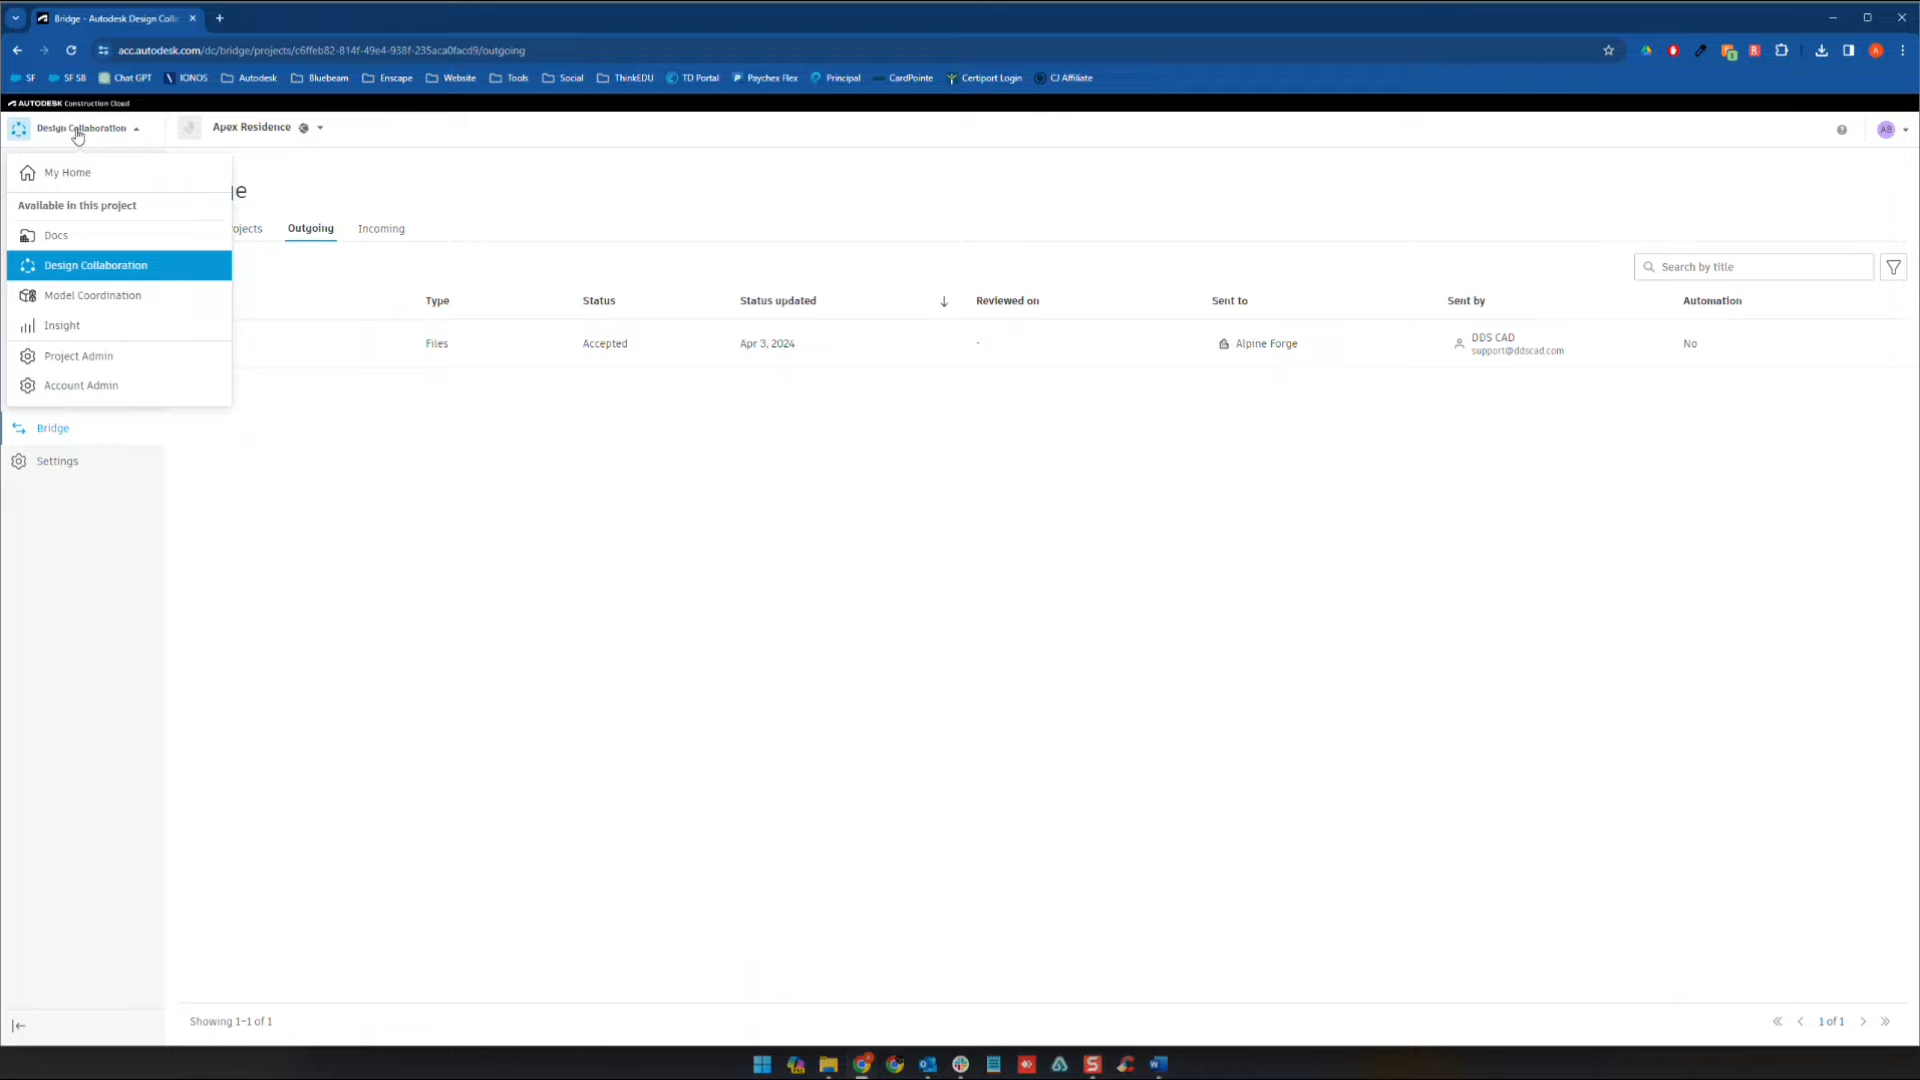 Bridge - Autodesk Design Coll
acc.autodesk.com/dc/bridge/projects/c6ffeb82-814f-49e4-938f-235aca0facd9/outgoing
SF
SF SB
Chat GPT
IONOS
Autodesk
Bluebeam
Enscape
Website
Tools
Social
ThinkEDU
TD Portal
Paychex Flex
Principal
CardPointe
Certiport Login
CJ Affiliate
AUTODESK Construction Cloud
Design Collaboration
Apex Residence
AB
My Home
Available in this project
Docs
Design Collaboration
Model Coordination
Insight
Project Admin
Account Admin
Bridge
Settings
ge
ojects
Outgoing
Incoming
Search by title
Type
Status
Status updated
Reviewed on
Sent to
Sent by
Automation
Files
Accepted
Apr 3, 2024
-
Alpine Forge
DDS CAD
support@ddscad.com
No
Showing 1-1 of 1
1 of 1